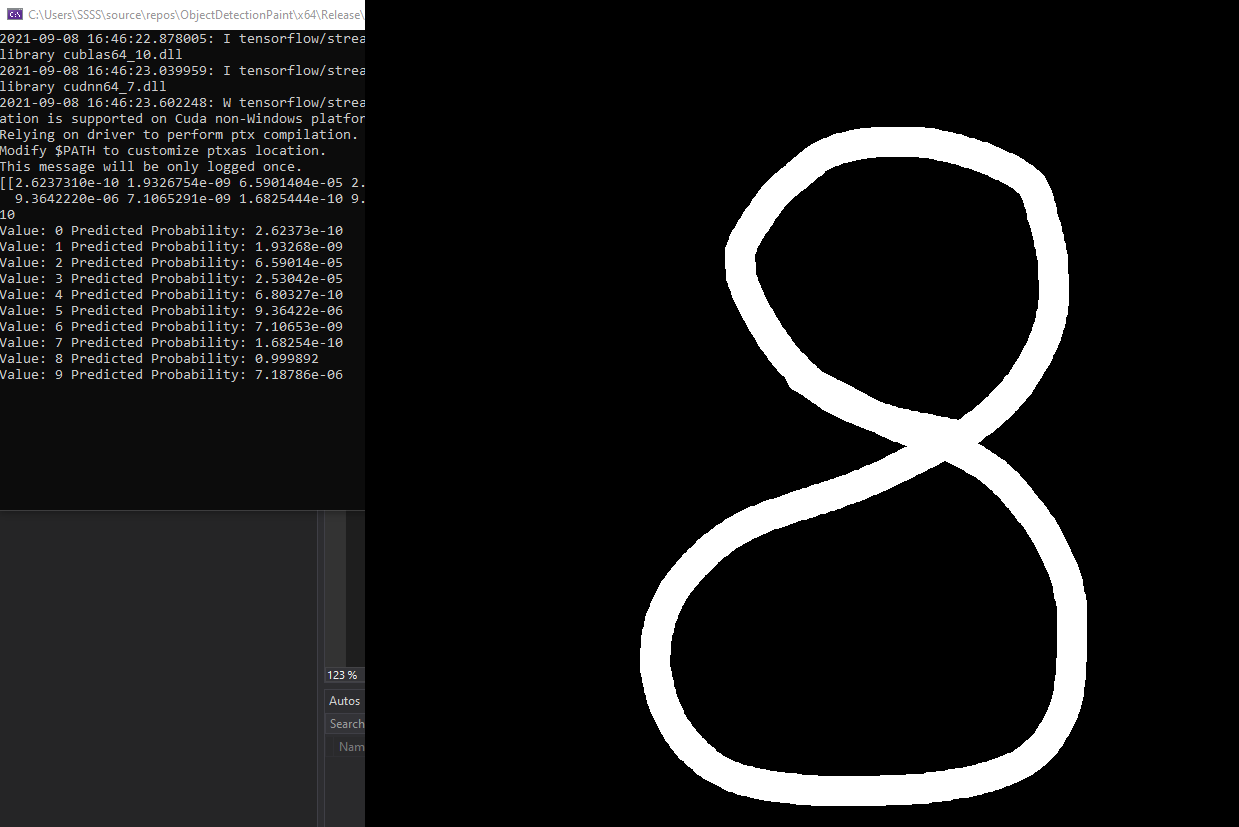 C:\Users\SSSS\source\repos\ObjectDetectionPaint\x64\Release\
2021-09-08 16:46:22.878005: I tensorflow/strea
library cublas64_10.dll
2021-09-08 16:46:23.039959: I tensorflow/strea
library cudnn64_7.dll
2021-09-08 16:46:23.602248: W tensorflow/strea
ation is supported on Cuda non-Windows platfor
Relying on driver to perform ptx compilation.
Modify $PATH to customize ptxas location.
This message will be only logged once.
[[2.6237310e-10 1.9326754e-09 6.5901404e-05 2.
9.3642220e-06 7.1065291e-09 1.6825444e-10 9.
10
Value: 0 Predicted Probability: 2.62373e-10
Value: 1 Predicted Probability: 1.93268e-09
Value: 2 Predicted Probability: 6.59014e-05
Value: 3 Predicted Probability: 2.53042e-05
Value: 4 Predicted Probability: 6.80327e-10
Value: 5 Predicted Probability: 9.36422e-06
Value: 6 Predicted Probability: 7.10653e-09
Value: 7 Predicted Probability: 1.68254e-10
Value: 8 Predicted Probability: 0.999892
Value: 9 Predicted Probability: 7.18786e-06
123 %
Autos
Search
Nam
8